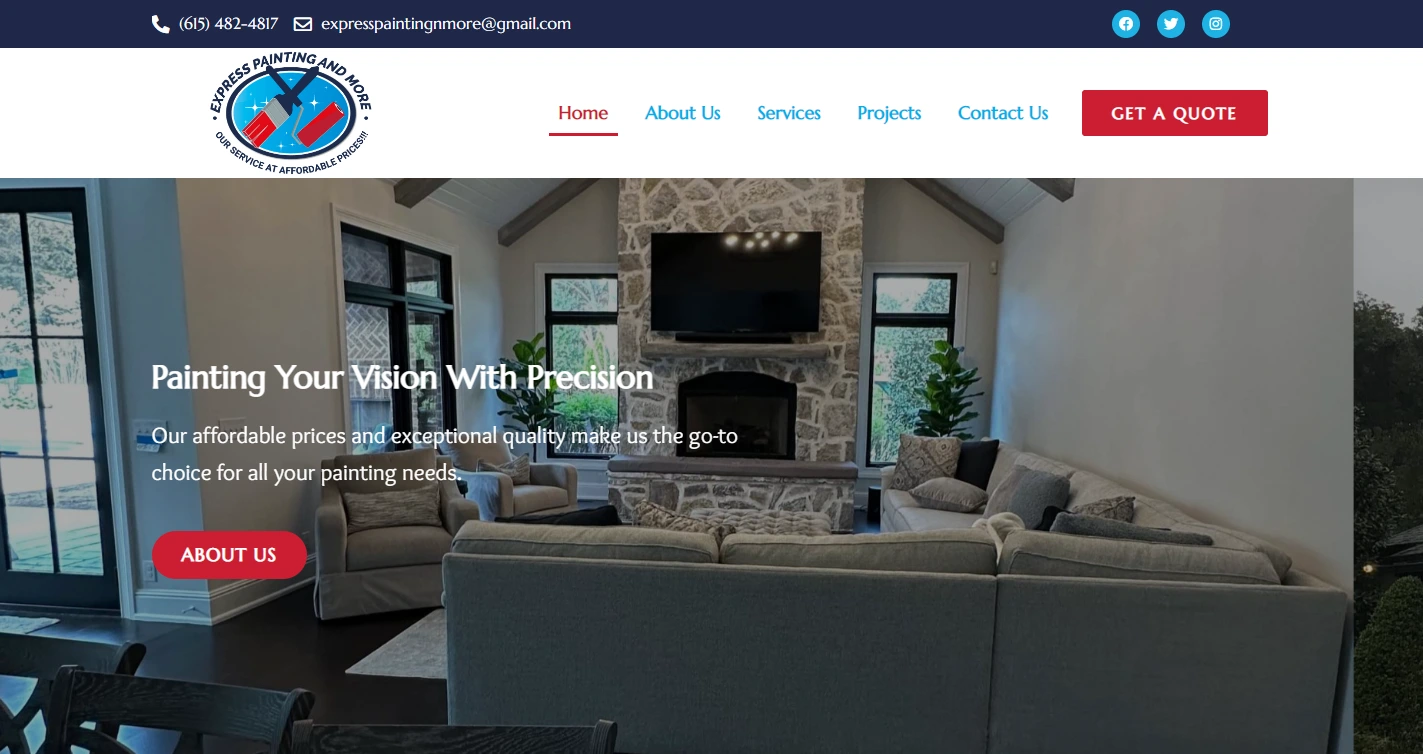 (615) 482-4817 expresspaintingnmore@gmail.com
EXPRESS PAINTING AND MORE
OUR SERVICE AT AFFORDABLE PRICES!!!
Home About Us Services Projects Contact Us GET A QUOTE
Painting Your Vision With Precision
Our affordable prices and exceptional quality make us the go-to
choice for all your painting needs.
ABOUT US